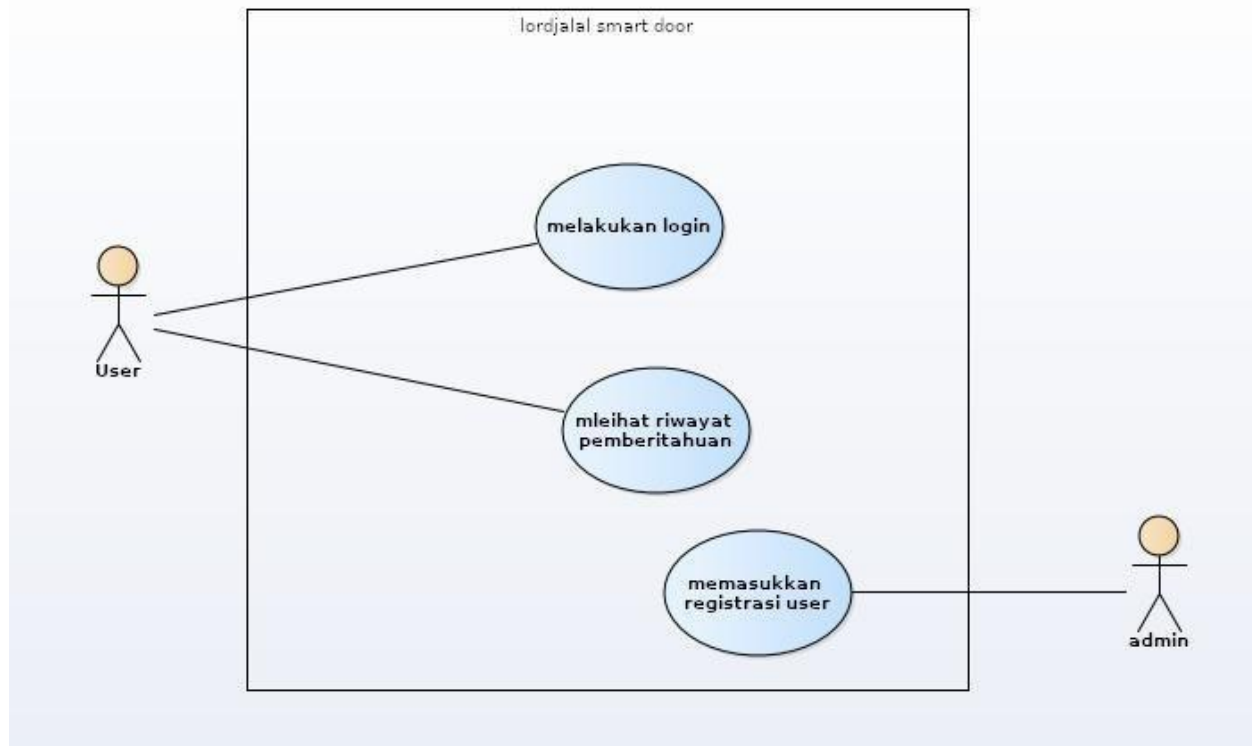 lordjalal smart door
melakukan login
User
mleihat riwayat
pemberitahuan
memasukkan
registrasi user
admin